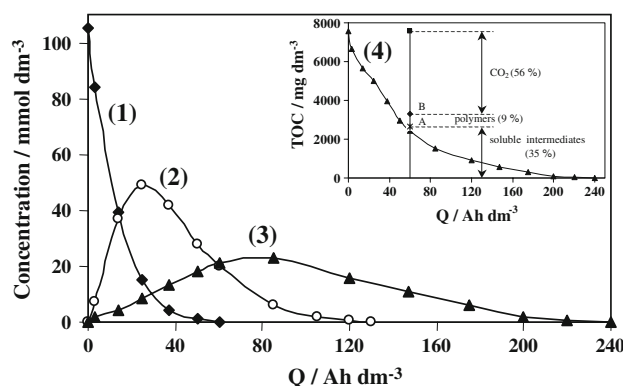 Concentration / mmol dm-3
120
100
80
60
40
20
0
0 40 80 120 160 200 240
Q / Ah dm-3
(1)
(2)
(3)
TOC / mg dm-3
8000
6000
4000
2000
0
0 40 80 120 160 200 240
Q / Ah dm-3
(4)
CO2 (56 %)
B
polymers (9 %)
A
soluble intermediates
(35 %)